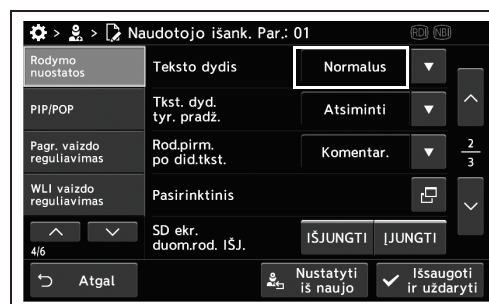 > > Naudotojo išank. Par.: 01 RDI NBI
Rodymo
nuostatos
PIP/POP
Pagr. vaizdo
reguliavimas
WLI vaizdo
reguliavimas
4/6
Teksto dydis Normalus
Tkst. dyd.
tyr. pradž. Atsiminti
Rod.pirm.
po did.tkst. Komentar.
Pasirinktinis
SD ekr.
duom.rod. IŠJ. IŠJUNGTI ĮJUNGTI
2
3
Atgal
Nustatyti
iš naujo
Išsaugoti
ir uždaryti